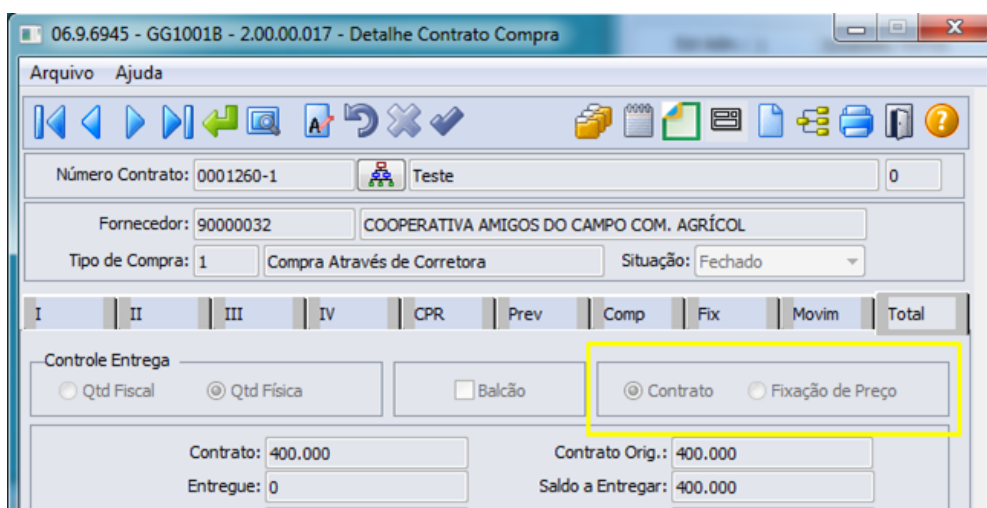 06.9.6945 - GG1001B - 2.00.00.017 - Detalhe Contrato Compra
Arquivo Ajuda
Número Contrato: 0001260-1 Teste 0
Fornecedor: 90000032 COOPERATIVA AMIGOS DO CAMPO COM. AGRÍCOL
Tipo de Compra: 1 Compra Através de Corretora Situação: Fechado
I II III IV CPR Prev Comp Fix Movim Total
Controle Entrega
Qtd Fiscal Qtd Física Balcão Contrato Fixação de Preço
Contrato: 400.000 Contrato Orig.: 400.000
Entregue: 0 Saldo a Entregar: 400.000